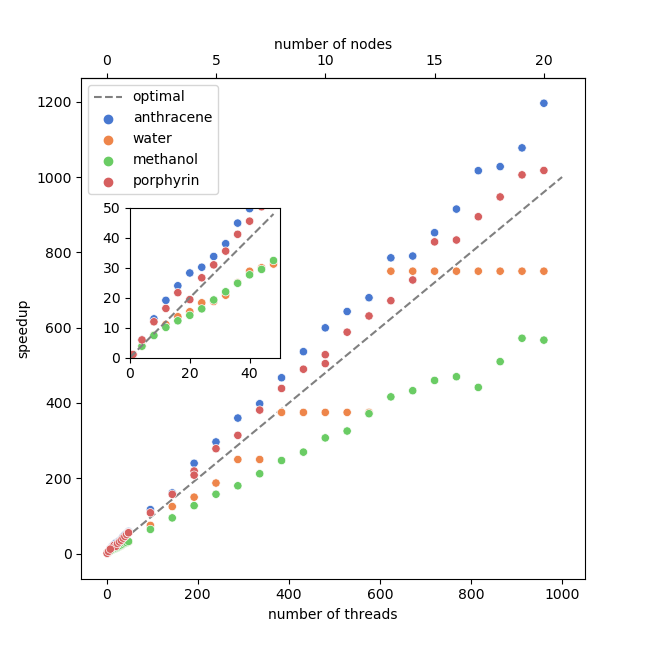 number of nodes
0 5 10 15 20
optimal
anthracene
water
methanol
porphyrin
1200
1000
800
600
400
200
0
speedup
50
40
30
20
10
0
0 20 40
0 200 400 600 800 1000
number of threads